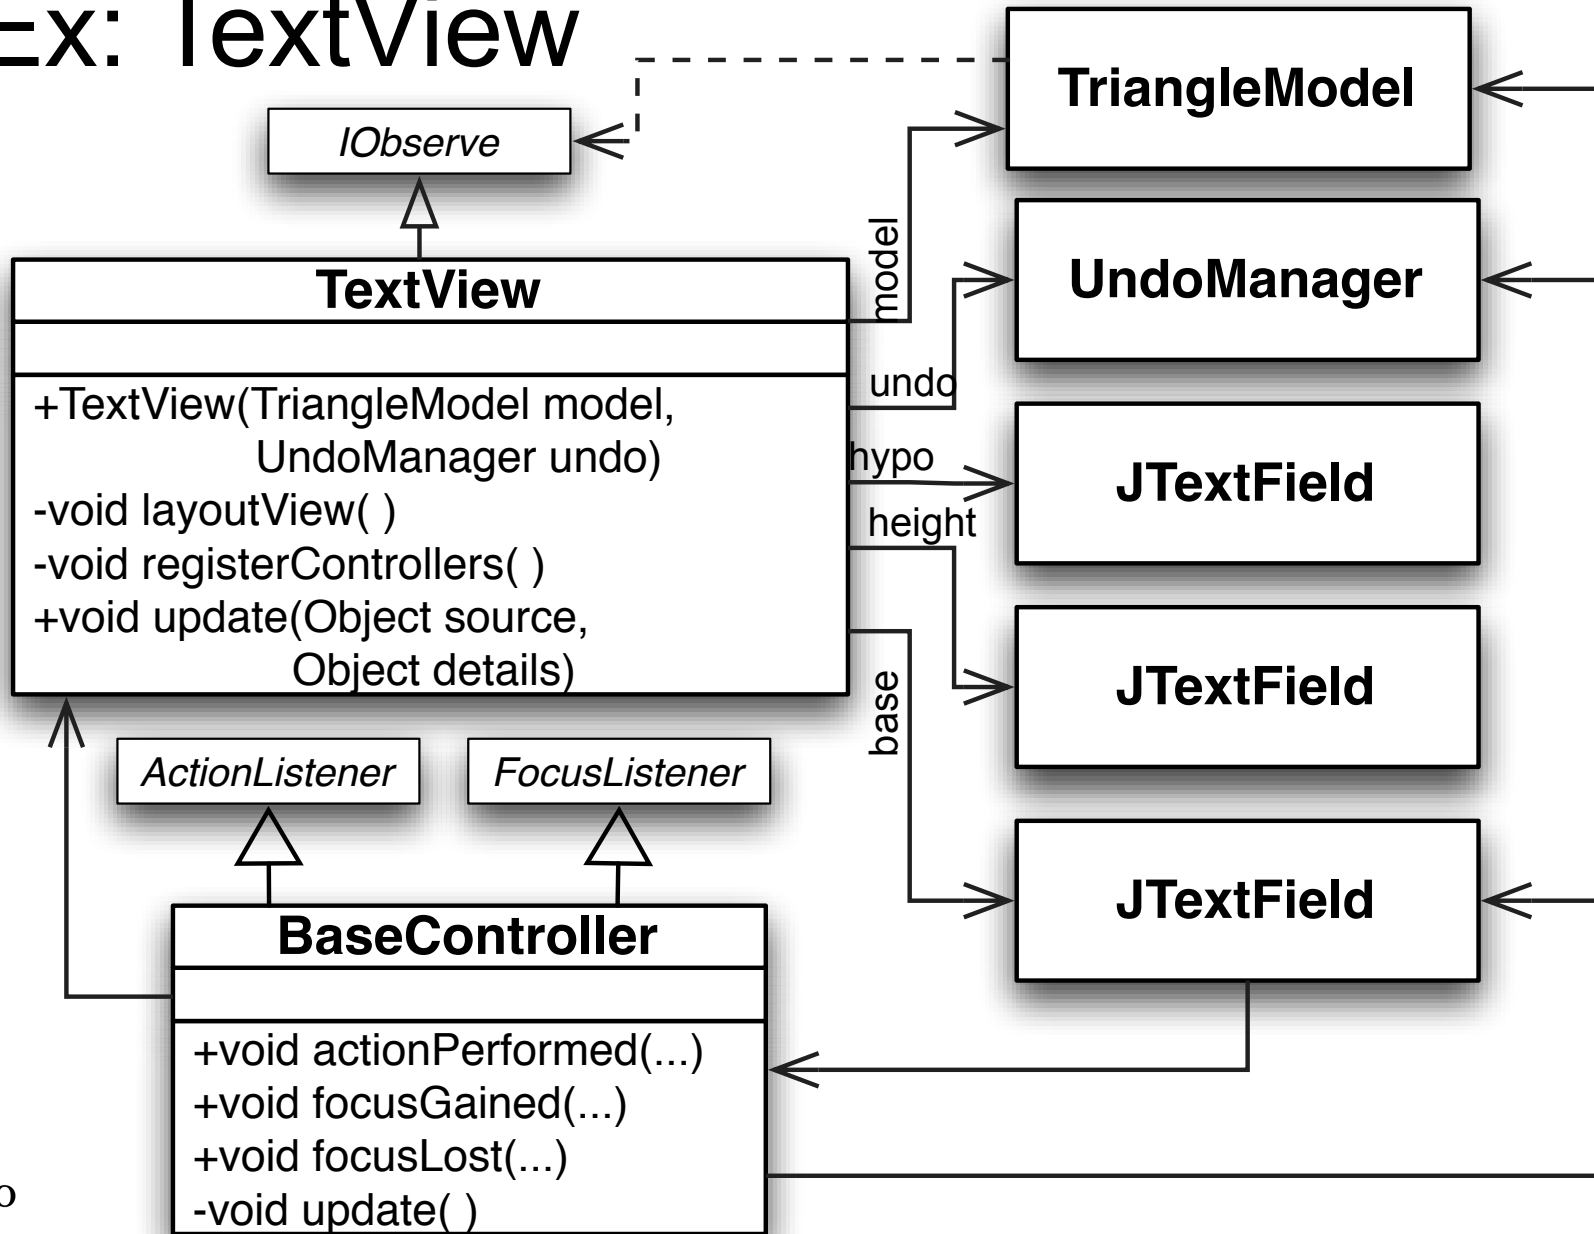 Ex: TextView
IObserve
TriangleModel
UndoManager
JTextField
JTextField
JTextField
model
undo
hypo
height
base
TextView
+TextView(TriangleModel model,
UndoManager undo)
-void layoutView( )
-void registerControllers( )
+void update(Object source,
Object details)
ActionListener
FocusListener
BaseController
+void actionPerformed(...)
+void focusGained(...)
+void focusLost(...)
-void update( )